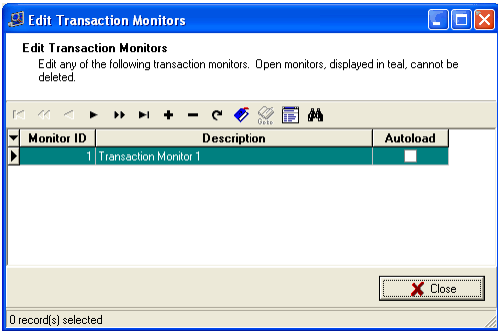 Edit Transaction Monitors
Edit Transaction Monitors
Edit any of the following transaction monitors. Open monitors, displayed in teal, cannot be
deleted.
Goto
Monitor ID Description Autoload
1 Transaction Monitor 1
Close
0 record(s) selected